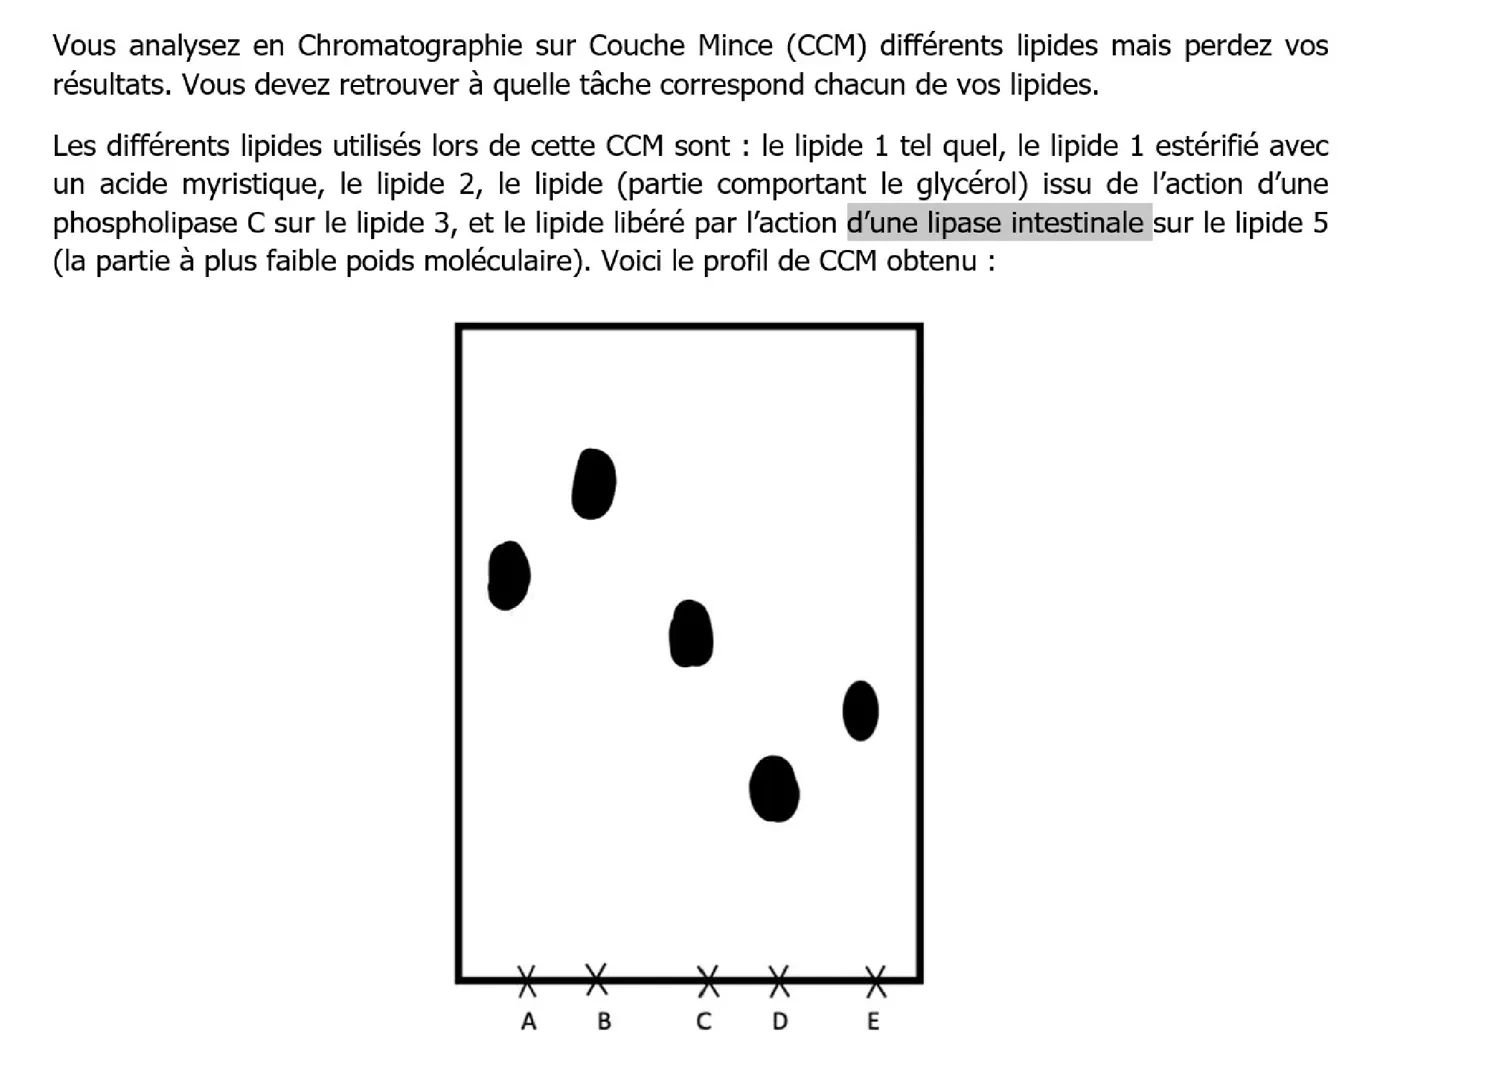 Vous analysez en Chromatographie sur Couche Mince (CCM) différents lipides mais perdez vos
résultats. Vous devez retrouver à quelle tâche correspond chacun de vos lipides.
Les différents lipides utilisés lors de cette CCM sont : le lipide 1 tel quel, le lipide 1 estérifié avec
un acide myristique, le lipide 2, le lipide (partie comportant le glycérol) issu de l’action d’une
phospholipase C sur le lipide 3, et le lipide libéré par l’action d’une lipase intestinale sur le lipide 5
(la partie à plus faible poids moléculaire). Voici le profil de CCM obtenu :
X X X X X
A B C D E